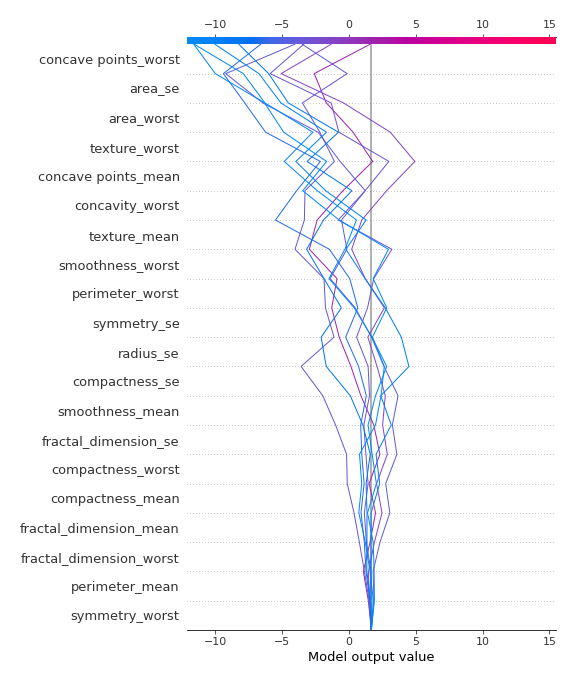 −10 −5 0 5 10 15
concave points_worst
area_se
area_worst
texture_worst
concave points_mean
concavity_worst
texture_mean
smoothness_worst
perimeter_worst
symmetry_se
radius_se
compactness_se
smoothness_mean
fractal_dimension_se
compactness_worst
compactness_mean
fractal_dimension_mean
fractal_dimension_worst
perimeter_mean
symmetry_worst
−10 −5 0 5 10 15
Model output value